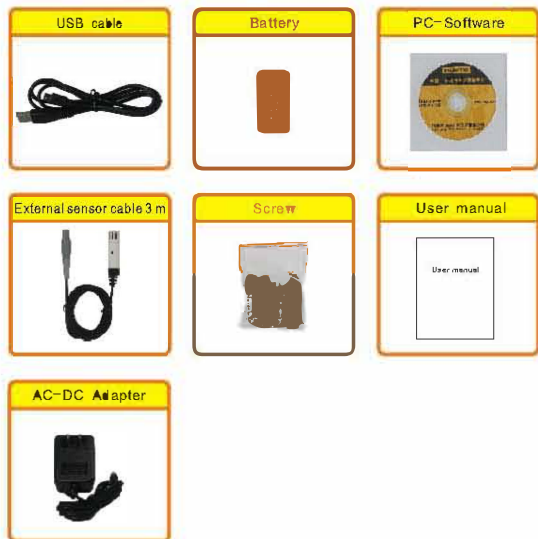 USB cable
Battery
PC-Software
External sensor cable 3 m
Screw
User manual
User manual
AC-DC Adapter